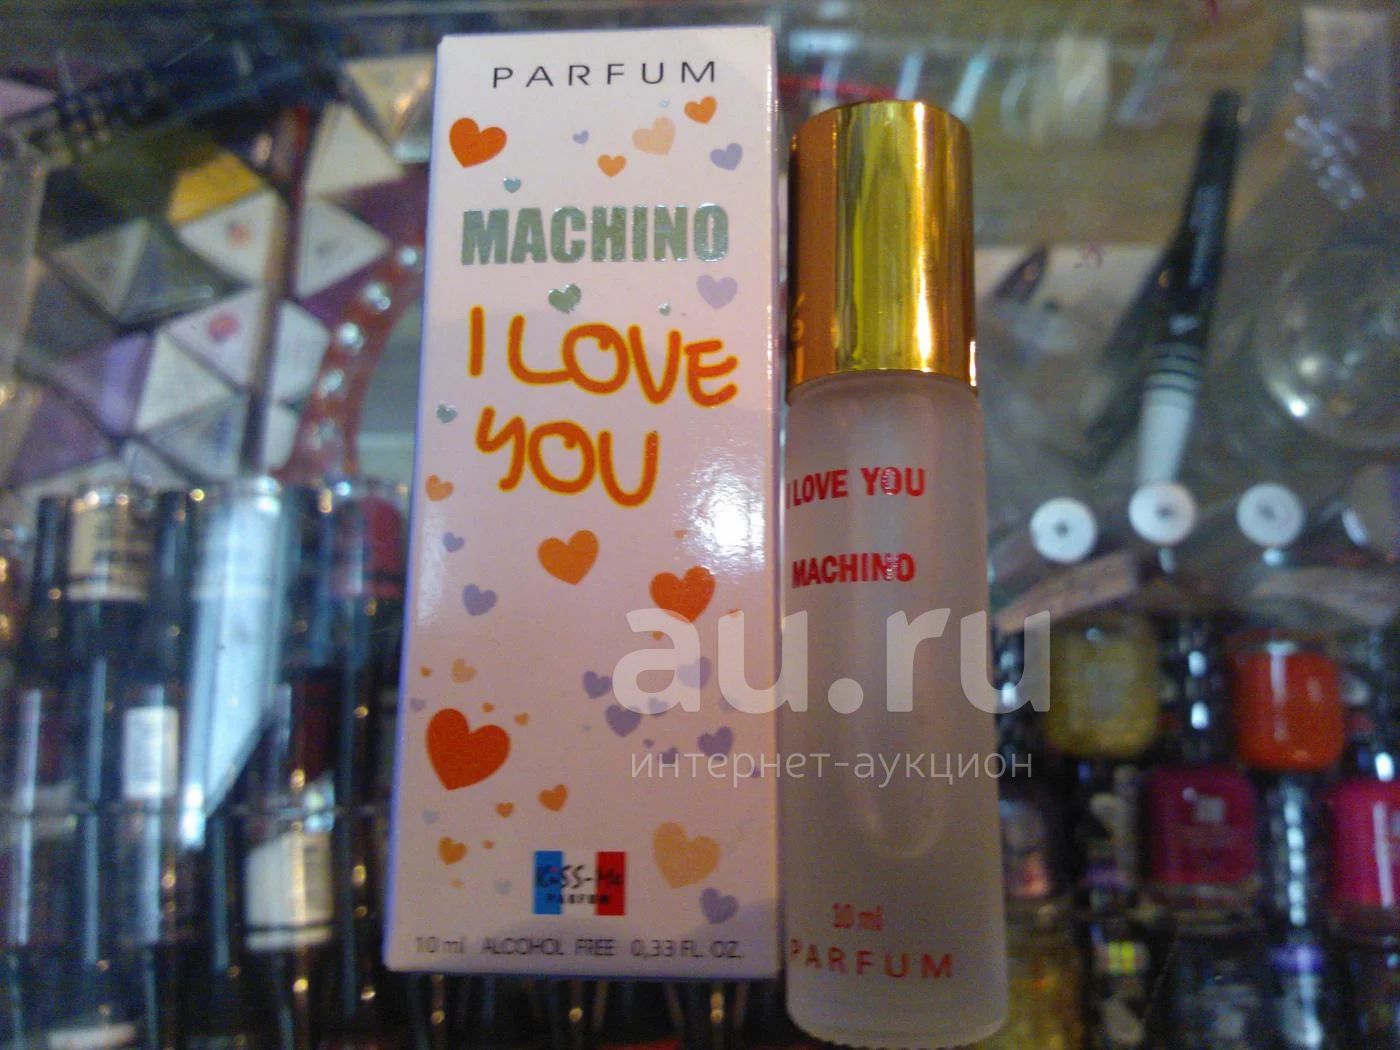 PARFUM
MACHINO
I LOVE
YOU
KiSS-Me
PARFUM
10 ml ALCOHOL FREE 0,33 FL. OZ.
I LOVE YOU
MACHINO
10 ml
PARFUM
au.ru
интернет-аукцион